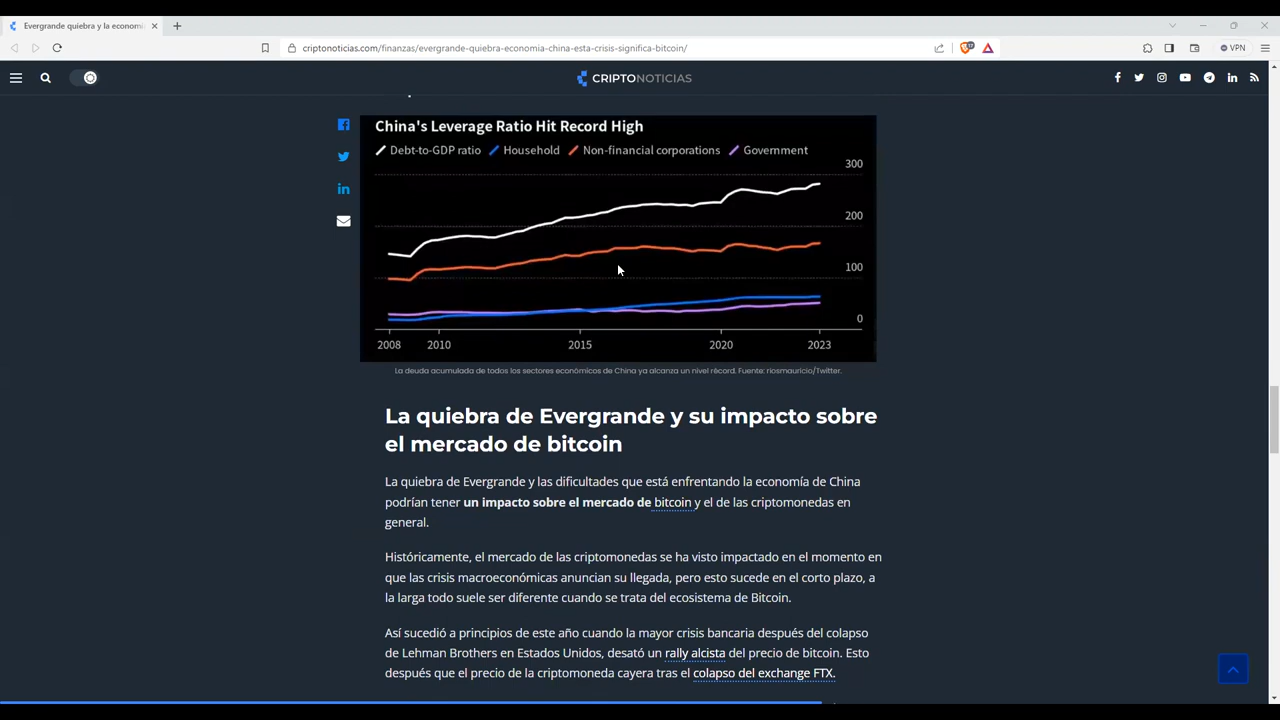 Evergrande quiebra y la economí
criptonoticias.com/finanzas/evergrande-quiebra-economia-china-esta-crisis-significa-bitcoin/
17
VPN
CRIPTONOTICIAS
China's Leverage Ratio Hit Record High
Debt-to-GDP ratio Household Non-financial corporations Government
300
200
100
0
2008 2010 2015 2020 2023
La deuda acumulada de todos los sectores económicos de China ya alcanza un nivel récord. Fuente: riosmauricio/Twitter.
La quiebra de Evergrande y su impacto sobre
el mercado de bitcoin
La quiebra de Evergrande y las dificultades que está enfrentando la economía de China
podrían tener un impacto sobre el mercado de bitcoin y el de las criptomonedas en
general.
Históricamente, el mercado de las criptomonedas se ha visto impactado en el momento en
que las crisis macroeconómicas anuncian su llegada, pero esto sucede en el corto plazo, a
la larga todo suele ser diferente cuando se trata del ecosistema de Bitcoin.
Así sucedió a principios de este año cuando la mayor crisis bancaria después del colapso
de Lehman Brothers en Estados Unidos, desató un rally alcista del precio de bitcoin. Esto
después que el precio de la criptomoneda cayera tras el colapso del exchange FTX.